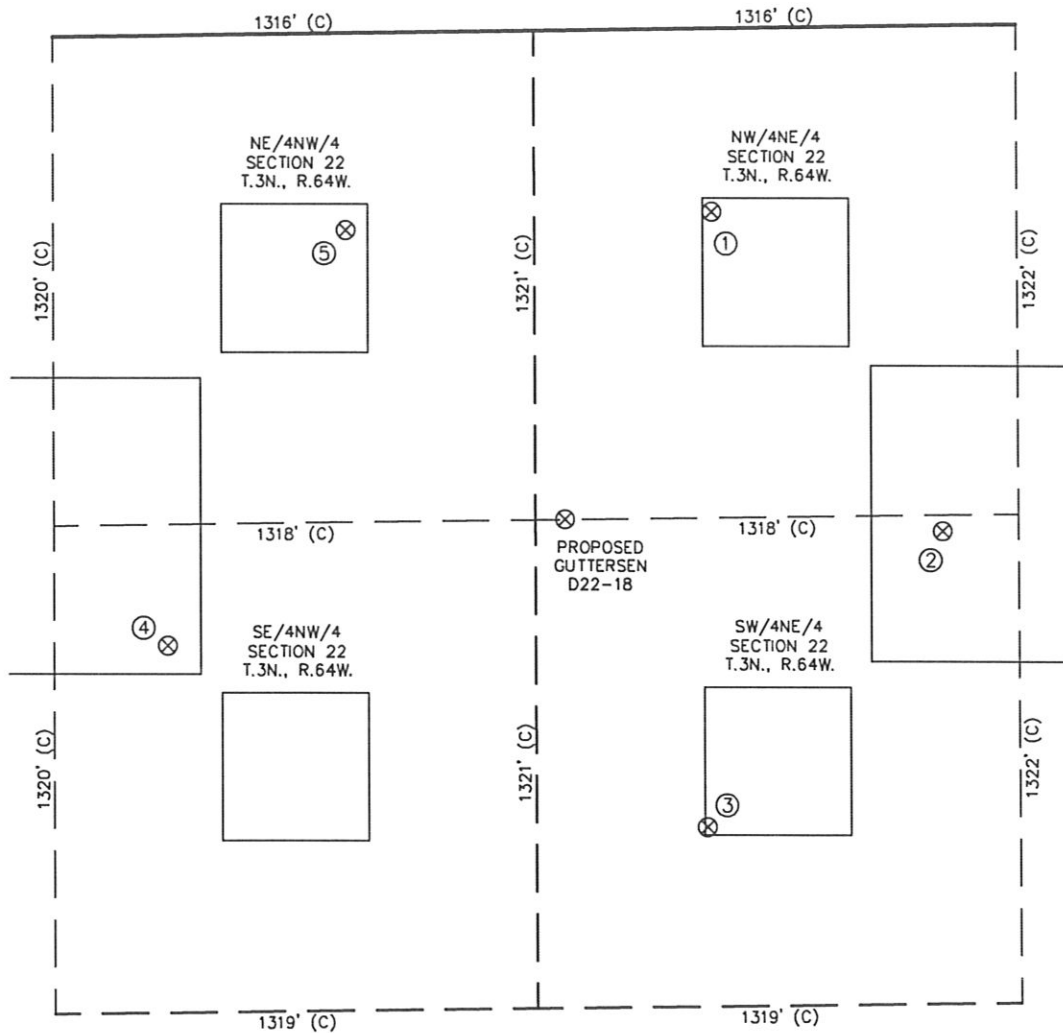 1316' (C)
1316' (C)
NE/4NW/4
SECTION 22
T.3N., R.64W.
NW/4NE/4
SECTION 22
T.3N., R.64W.
5
1
1320' (C)
1321' (C)
1322' (C)
1318' (C)
1318' (C)
PROPOSED
GUTTERSEN
D22-18
2
4
SE/4NW/4
SECTION 22
T.3N., R.64W.
SW/4NE/4
SECTION 22
T.3N., R.64W.
3
1320' (C)
1321' (C)
1322' (C)
1319' (C)
1319' (C)